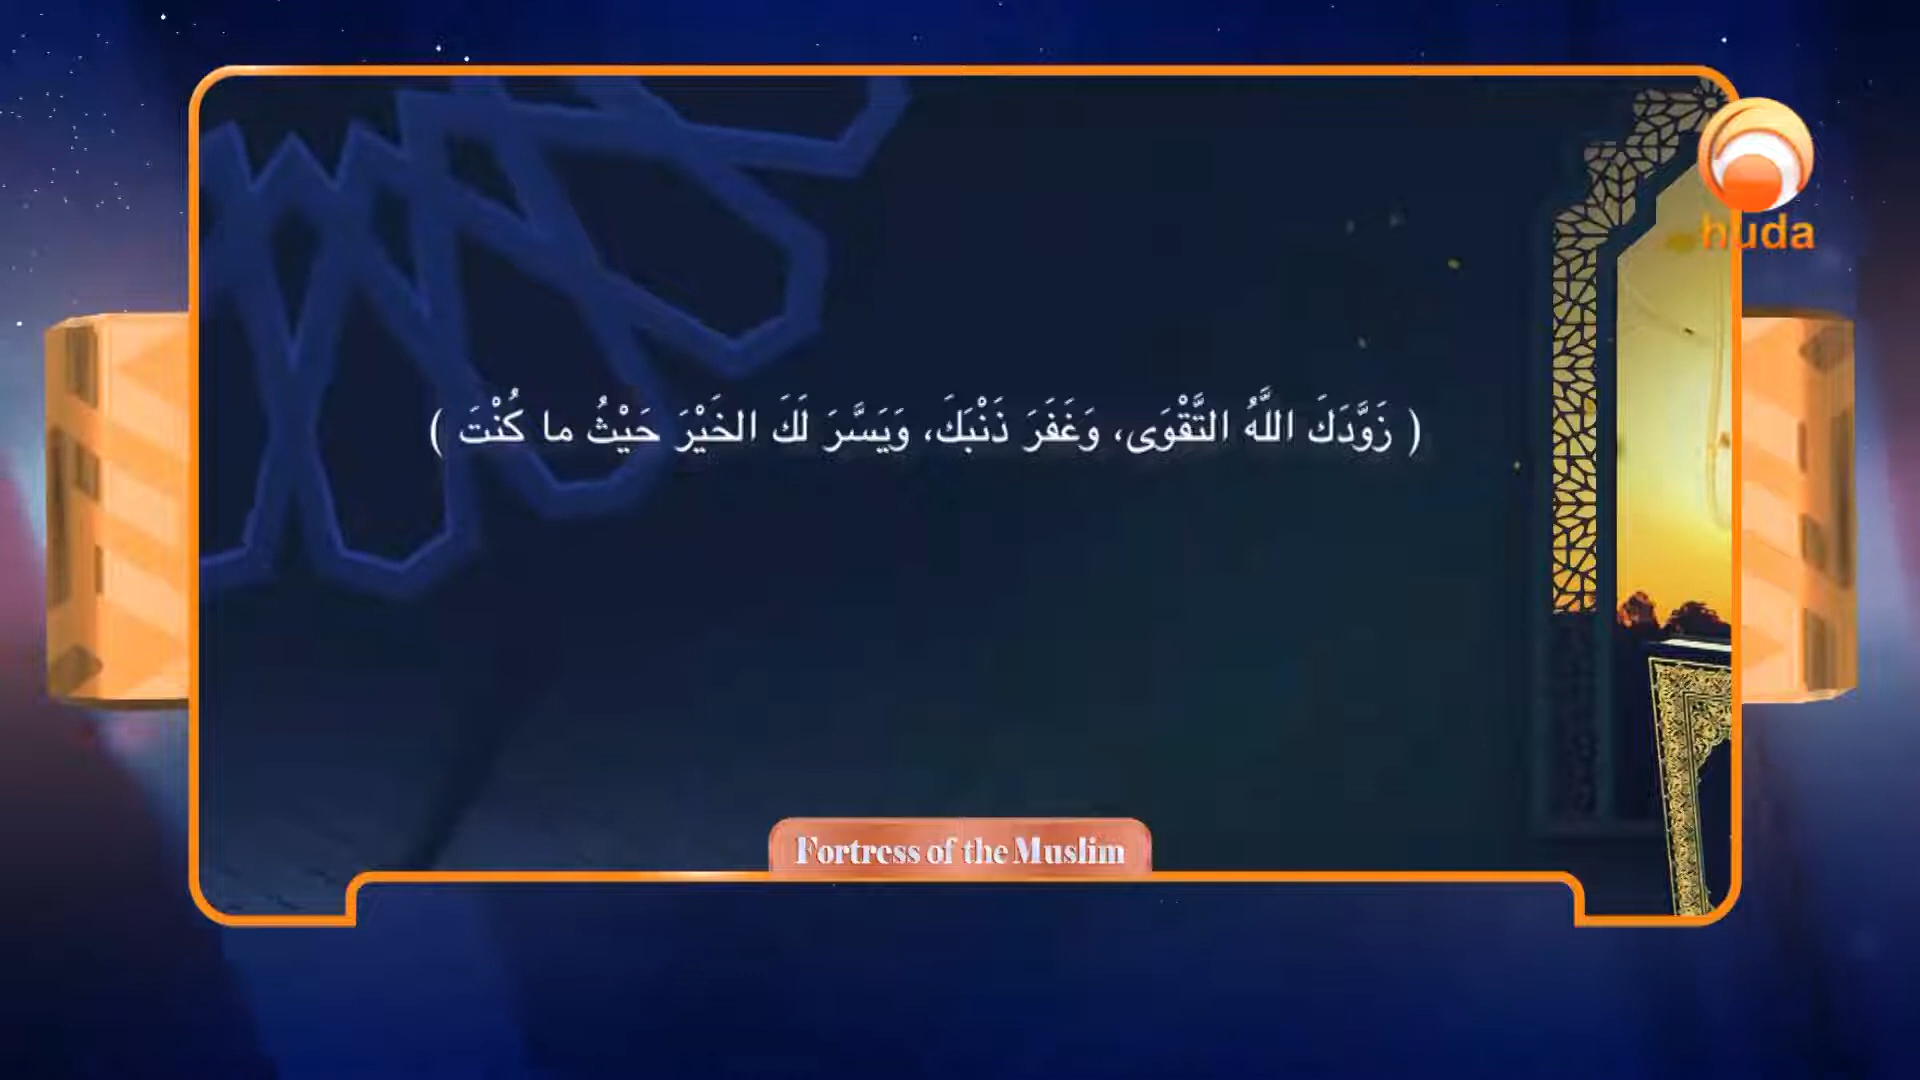 huda
( زَوَّدَكَ اللَّهُ التَّقْوَى، وَغَفَرَ ذَنْبَكَ، وَيَسَّرَ لَكَ الخَيْرَ حَيْثُ ما كُنْتَ )
Fortress of the Muslim